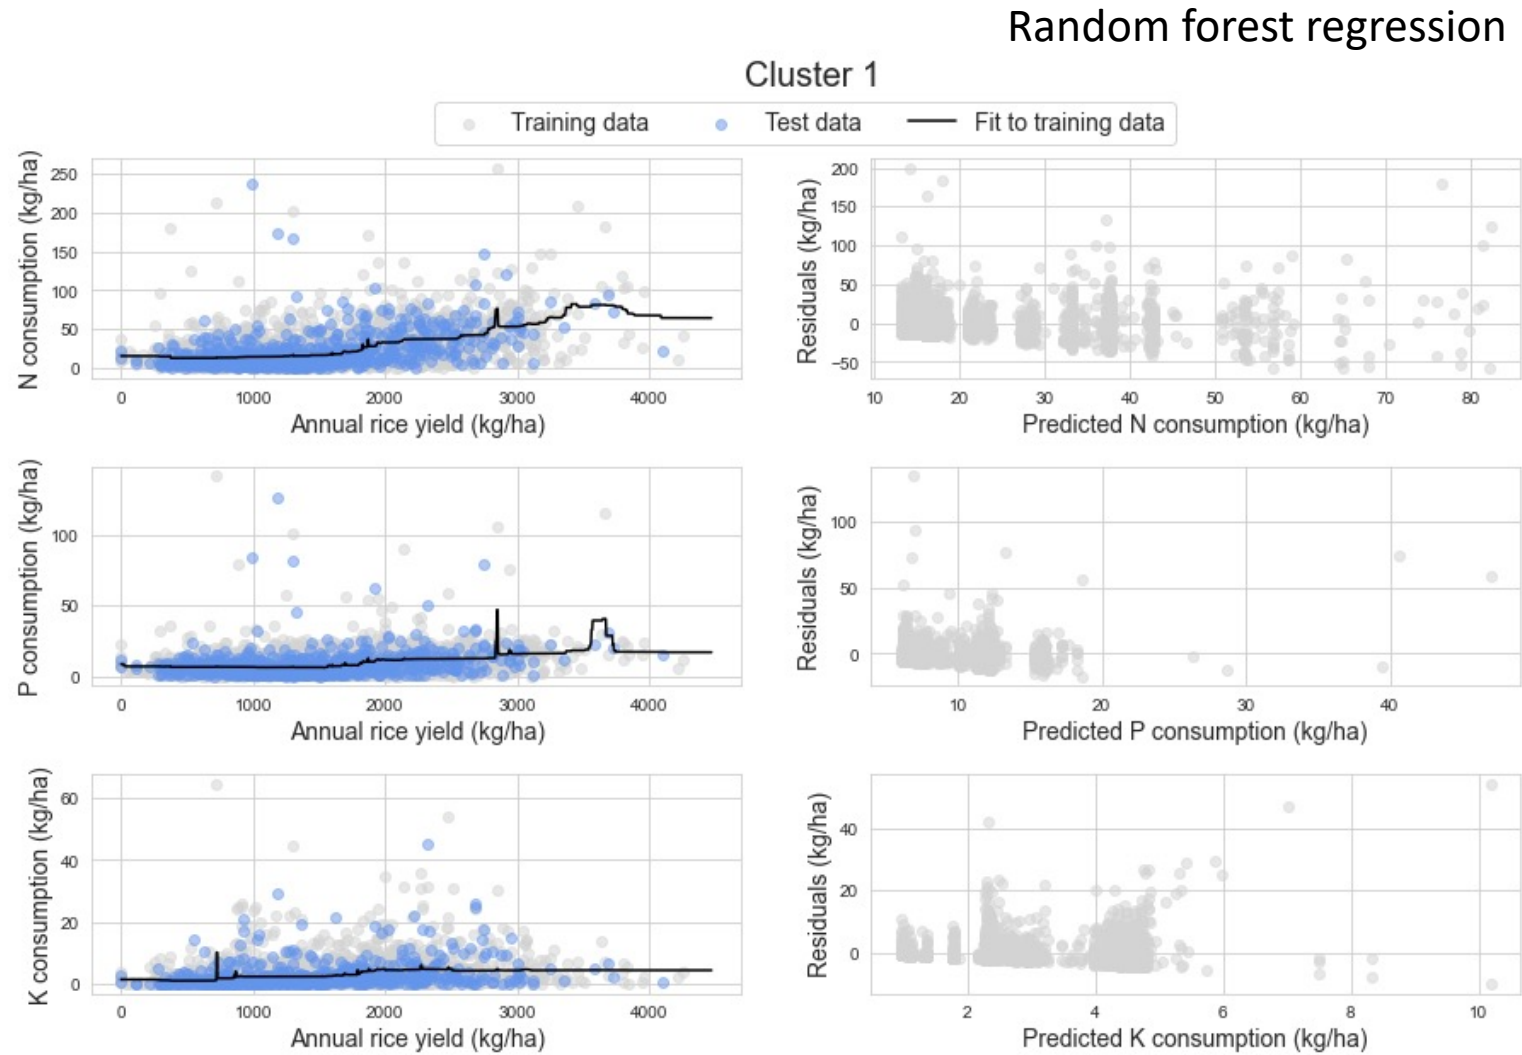 Random forest regression
Cluster 1
Training data Test data Fit to training data
N consumption (kg/ha)
250
200
150
100
50
0
0 1000 2000 3000 4000
Annual rice yield (kg/ha)
Residuals (kg/ha)
200
150
100
50
0
−50
10 20 30 40 50 60 70 80
Predicted N consumption (kg/ha)
P consumption (kg/ha)
100
50
0
0 1000 2000 3000 4000
Annual rice yield (kg/ha)
Residuals (kg/ha)
100
50
0
10 20 30 40
Predicted P consumption (kg/ha)
K consumption (kg/ha)
60
40
20
0
0 1000 2000 3000 4000
Annual rice yield (kg/ha)
Residuals (kg/ha)
40
20
0
2 4 6 8 10
Predicted K consumption (kg/ha)